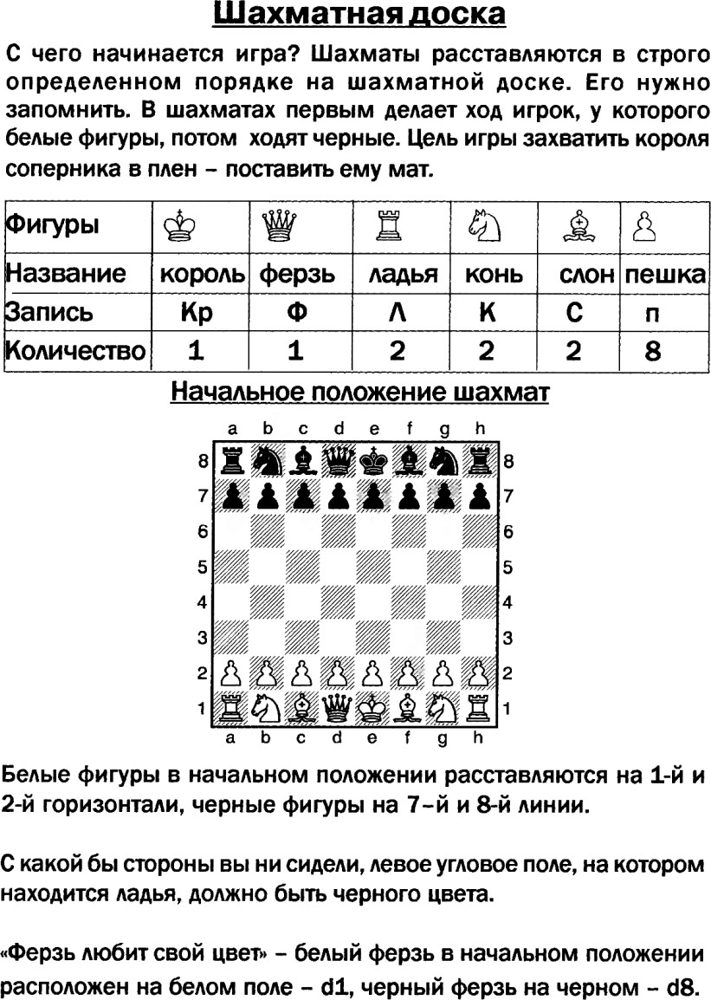 Шахматная доска
С чего начинается игра? Шахматы расставляются в строго
определенном порядке на шахматной доске. Его нужно
запомнить. В шахматах первым делает ход игрок, у которого
белые фигуры, потом ходят черные. Цель игры захватить короля
соперника в плен – поставить ему мат.
Фигуры
Название король ферзь ладья конь слон пешка
Запись Кр Ф Л К С п
Количество 1 1 2 2 2 8
Начальное положение шахмат
a b c d e f g h
8 8
7 7
6 6
5 5
4 4
3 3
2 2
1 1
a b c d e f g h
Белые фигуры в начальном положении расставляются на 1-й и
2-й горизонтали, черные фигуры на 7–й и 8-й линии.
С какой бы стороны вы ни сидели, левое угловое поле, на котором
находится ладья, должно быть черного цвета.
«Ферзь любит свой цвет» – белый ферзь в начальном положении
расположен на белом поле – d1, черный ферзь на черном – d8.